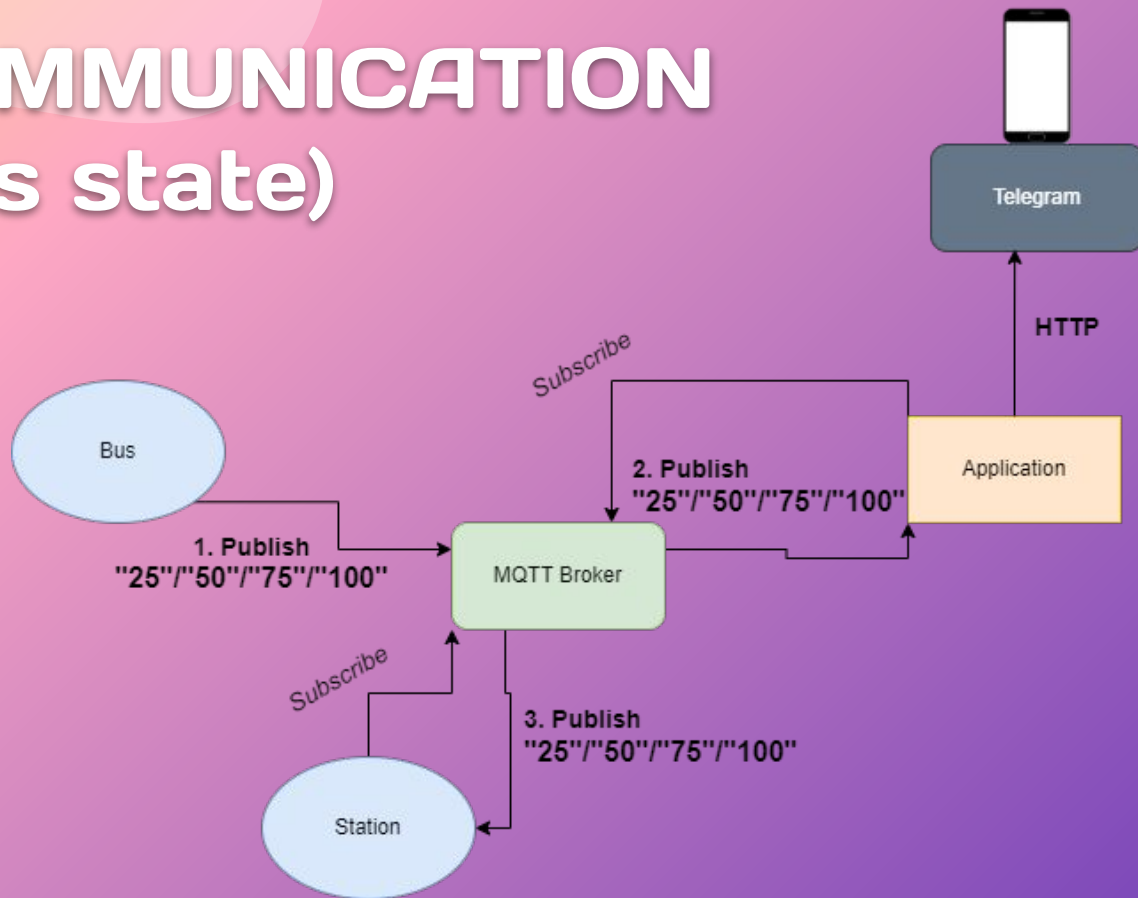 MMUNICATION
s state)
Telegram
HTTP
Subscribe
Bus
2. Publish
"25"/"50"/"75"/"100"
Application
1. Publish
"25"/"50"/"75"/"100"
MQTT Broker
Subscribe
3. Publish
"25"/"50"/"75"/"100"
Station